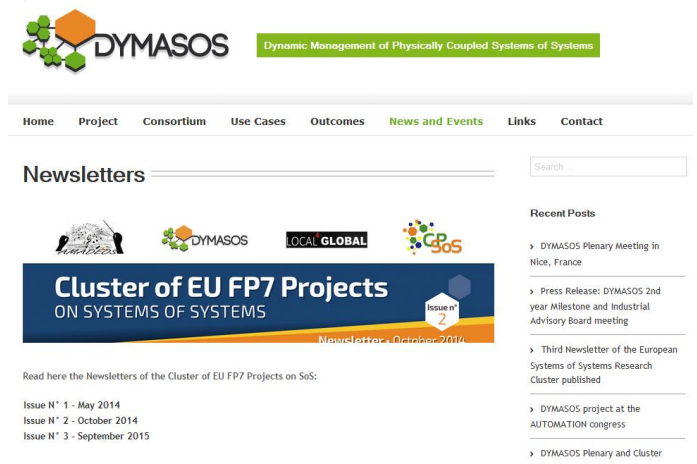 DYMASOS
Dynamic Management of Physically Coupled Systems of Systems
Home Project Consortium Use Cases Outcomes News and Events Links Contact
Newsletters
AMADEOS
DYMASOS
LOCAL4GLOBAL
CPSoS
Cluster of EU FP7 Projects
ON SYSTEMS OF SYSTEMS
Issue n°
2
Newsletter • October 2014
Read here the Newsletters of the Cluster of EU FP7 Projects on SoS:
Issue N° 1 - May 2014
Issue N° 2 - October 2014
Issue N° 3 - September 2015
Search ...
Recent Posts
› DYMASOS Plenary Meeting in
Nice, France
› Press Release: DYMASOS 2nd
year Milestone and Industrial
Advisory Board meeting
› Third Newsletter of the European
Systems of Systems Research
Cluster published
› DYMASOS project at the
AUTOMATION congress
› DYMASOS Plenary and Cluster